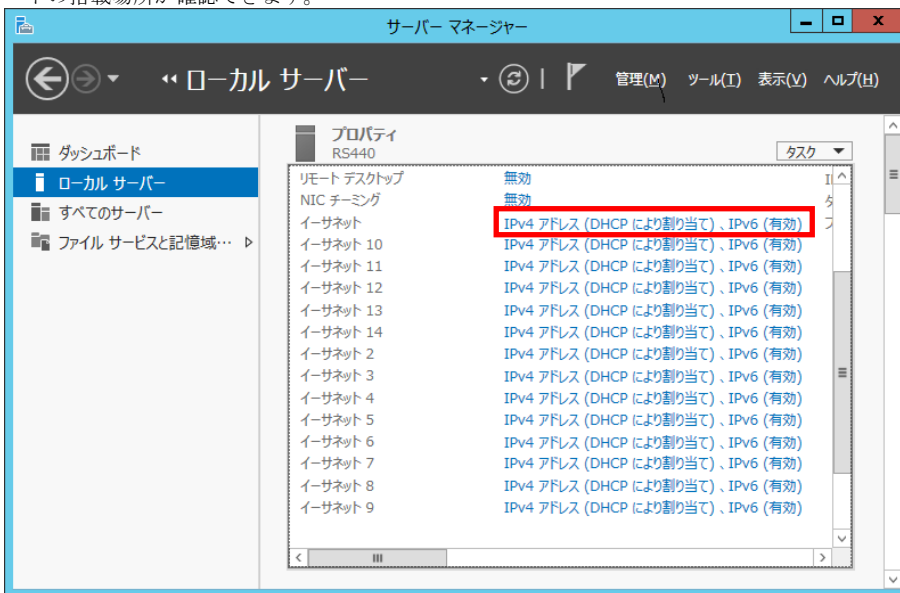 ードの搭載場所が確認できます。
サーバー マネージャー
ローカル サーバー
管理(M) ツール(T) 表示(V) ヘルプ(H)
ダッシュボード
ローカル サーバー
すべてのサーバー
ファイル サービスと記憶域…
プロパティ
RS440
タスク
リモート デスクトップ 無効
NIC チーミング 無効
イーサネット IPv4 アドレス (DHCP により割り当て)、IPv6 (有効)
イーサネット 10 IPv4 アドレス (DHCP により割り当て)、IPv6 (有効)
イーサネット 11 IPv4 アドレス (DHCP により割り当て)、IPv6 (有効)
イーサネット 12 IPv4 アドレス (DHCP により割り当て)、IPv6 (有効)
イーサネット 13 IPv4 アドレス (DHCP により割り当て)、IPv6 (有効)
イーサネット 14 IPv4 アドレス (DHCP により割り当て)、IPv6 (有効)
イーサネット 2 IPv4 アドレス (DHCP により割り当て)、IPv6 (有効)
イーサネット 3 IPv4 アドレス (DHCP により割り当て)、IPv6 (有効)
イーサネット 4 IPv4 アドレス (DHCP により割り当て)、IPv6 (有効)
イーサネット 5 IPv4 アドレス (DHCP により割り当て)、IPv6 (有効)
イーサネット 6 IPv4 アドレス (DHCP により割り当て)、IPv6 (有効)
イーサネット 7 IPv4 アドレス (DHCP により割り当て)、IPv6 (有効)
イーサネット 8 IPv4 アドレス (DHCP により割り当て)、IPv6 (有効)
イーサネット 9 IPv4 アドレス (DHCP により割り当て)、IPv6 (有効)